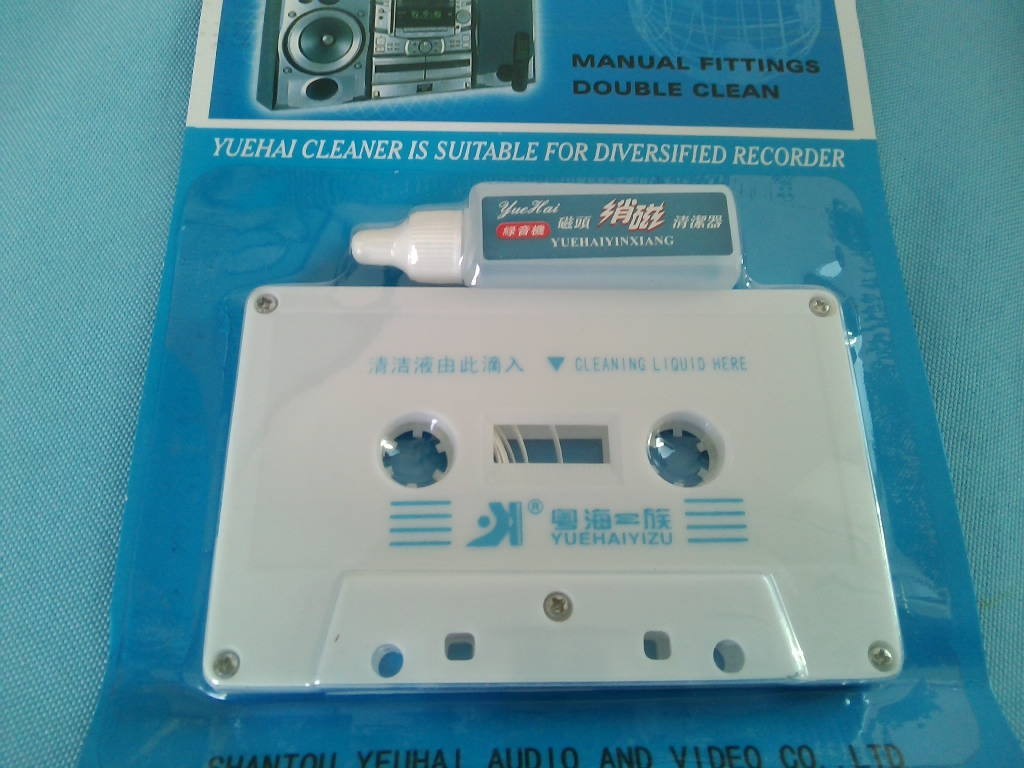 MANUAL FITTINGS
DOUBLE CLEAN
YUEHAI CLEANER IS SUITABLE FOR DIVERSIFIED RECORDER
YueHai
録音機 磁頭 绡磁 清潔器
YUEHAIYINXIANG
清洁液由此滴入 ▼ CLEANING LIQUID HERE
® 粤海一族
YUEHAIYIZU
SHANTOU YEUHAI AUDIO AND VIDEO CO.,LTD